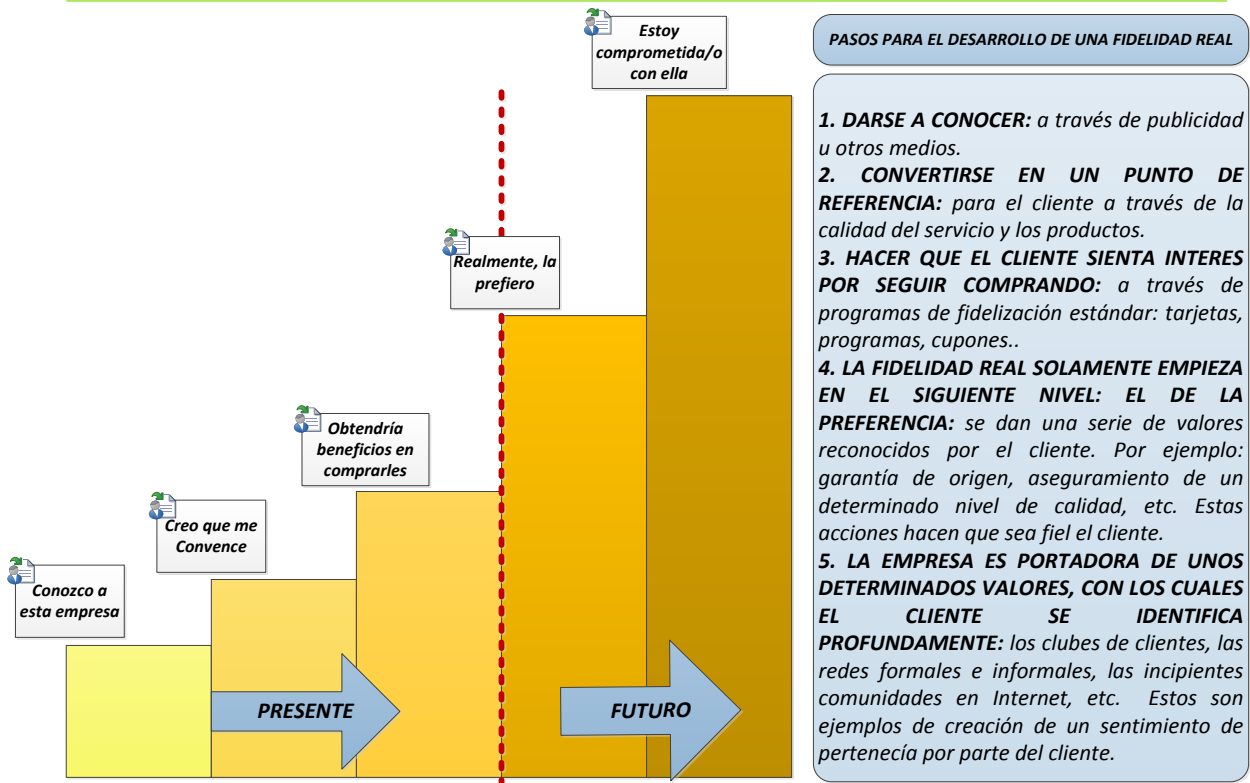 Estoy
comprometida/o
con ella
Realmente, la
prefiero
Obtendría
beneficios en
comprarles
Creo que me
Convence
Conozco a
esta empresa
PRESENTE
FUTURO
PASOS PARA EL DESARROLLO DE UNA FIDELIDAD REAL
1. DARSE A CONOCER: a través de publicidad
u otros medios.
2. CONVERTIRSE EN UN PUNTO DE
REFERENCIA: para el cliente a través de la
calidad del servicio y los productos.
3. HACER QUE EL CLIENTE SIENTA INTERES
POR SEGUIR COMPRANDO: a través de
programas de fidelización estándar: tarjetas,
programas, cupones..
4. LA FIDELIDAD REAL SOLAMENTE EMPIEZA
EN EL SIGUIENTE NIVEL: EL DE LA
PREFERENCIA: se dan una serie de valores
reconocidos por el cliente. Por ejemplo:
garantía de origen, aseguramiento de un
determinado nivel de calidad, etc. Estas
acciones hacen que sea fiel el cliente.
5. LA EMPRESA ES PORTADORA DE UNOS
DETERMINADOS VALORES, CON LOS CUALES
EL CLIENTE SE IDENTIFICA
PROFUNDAMENTE: los clubes de clientes, las
redes formales e informales, las incipientes
comunidades en Internet, etc. Estos son
ejemplos de creación de un sentimiento de
pertenecía por parte del cliente.